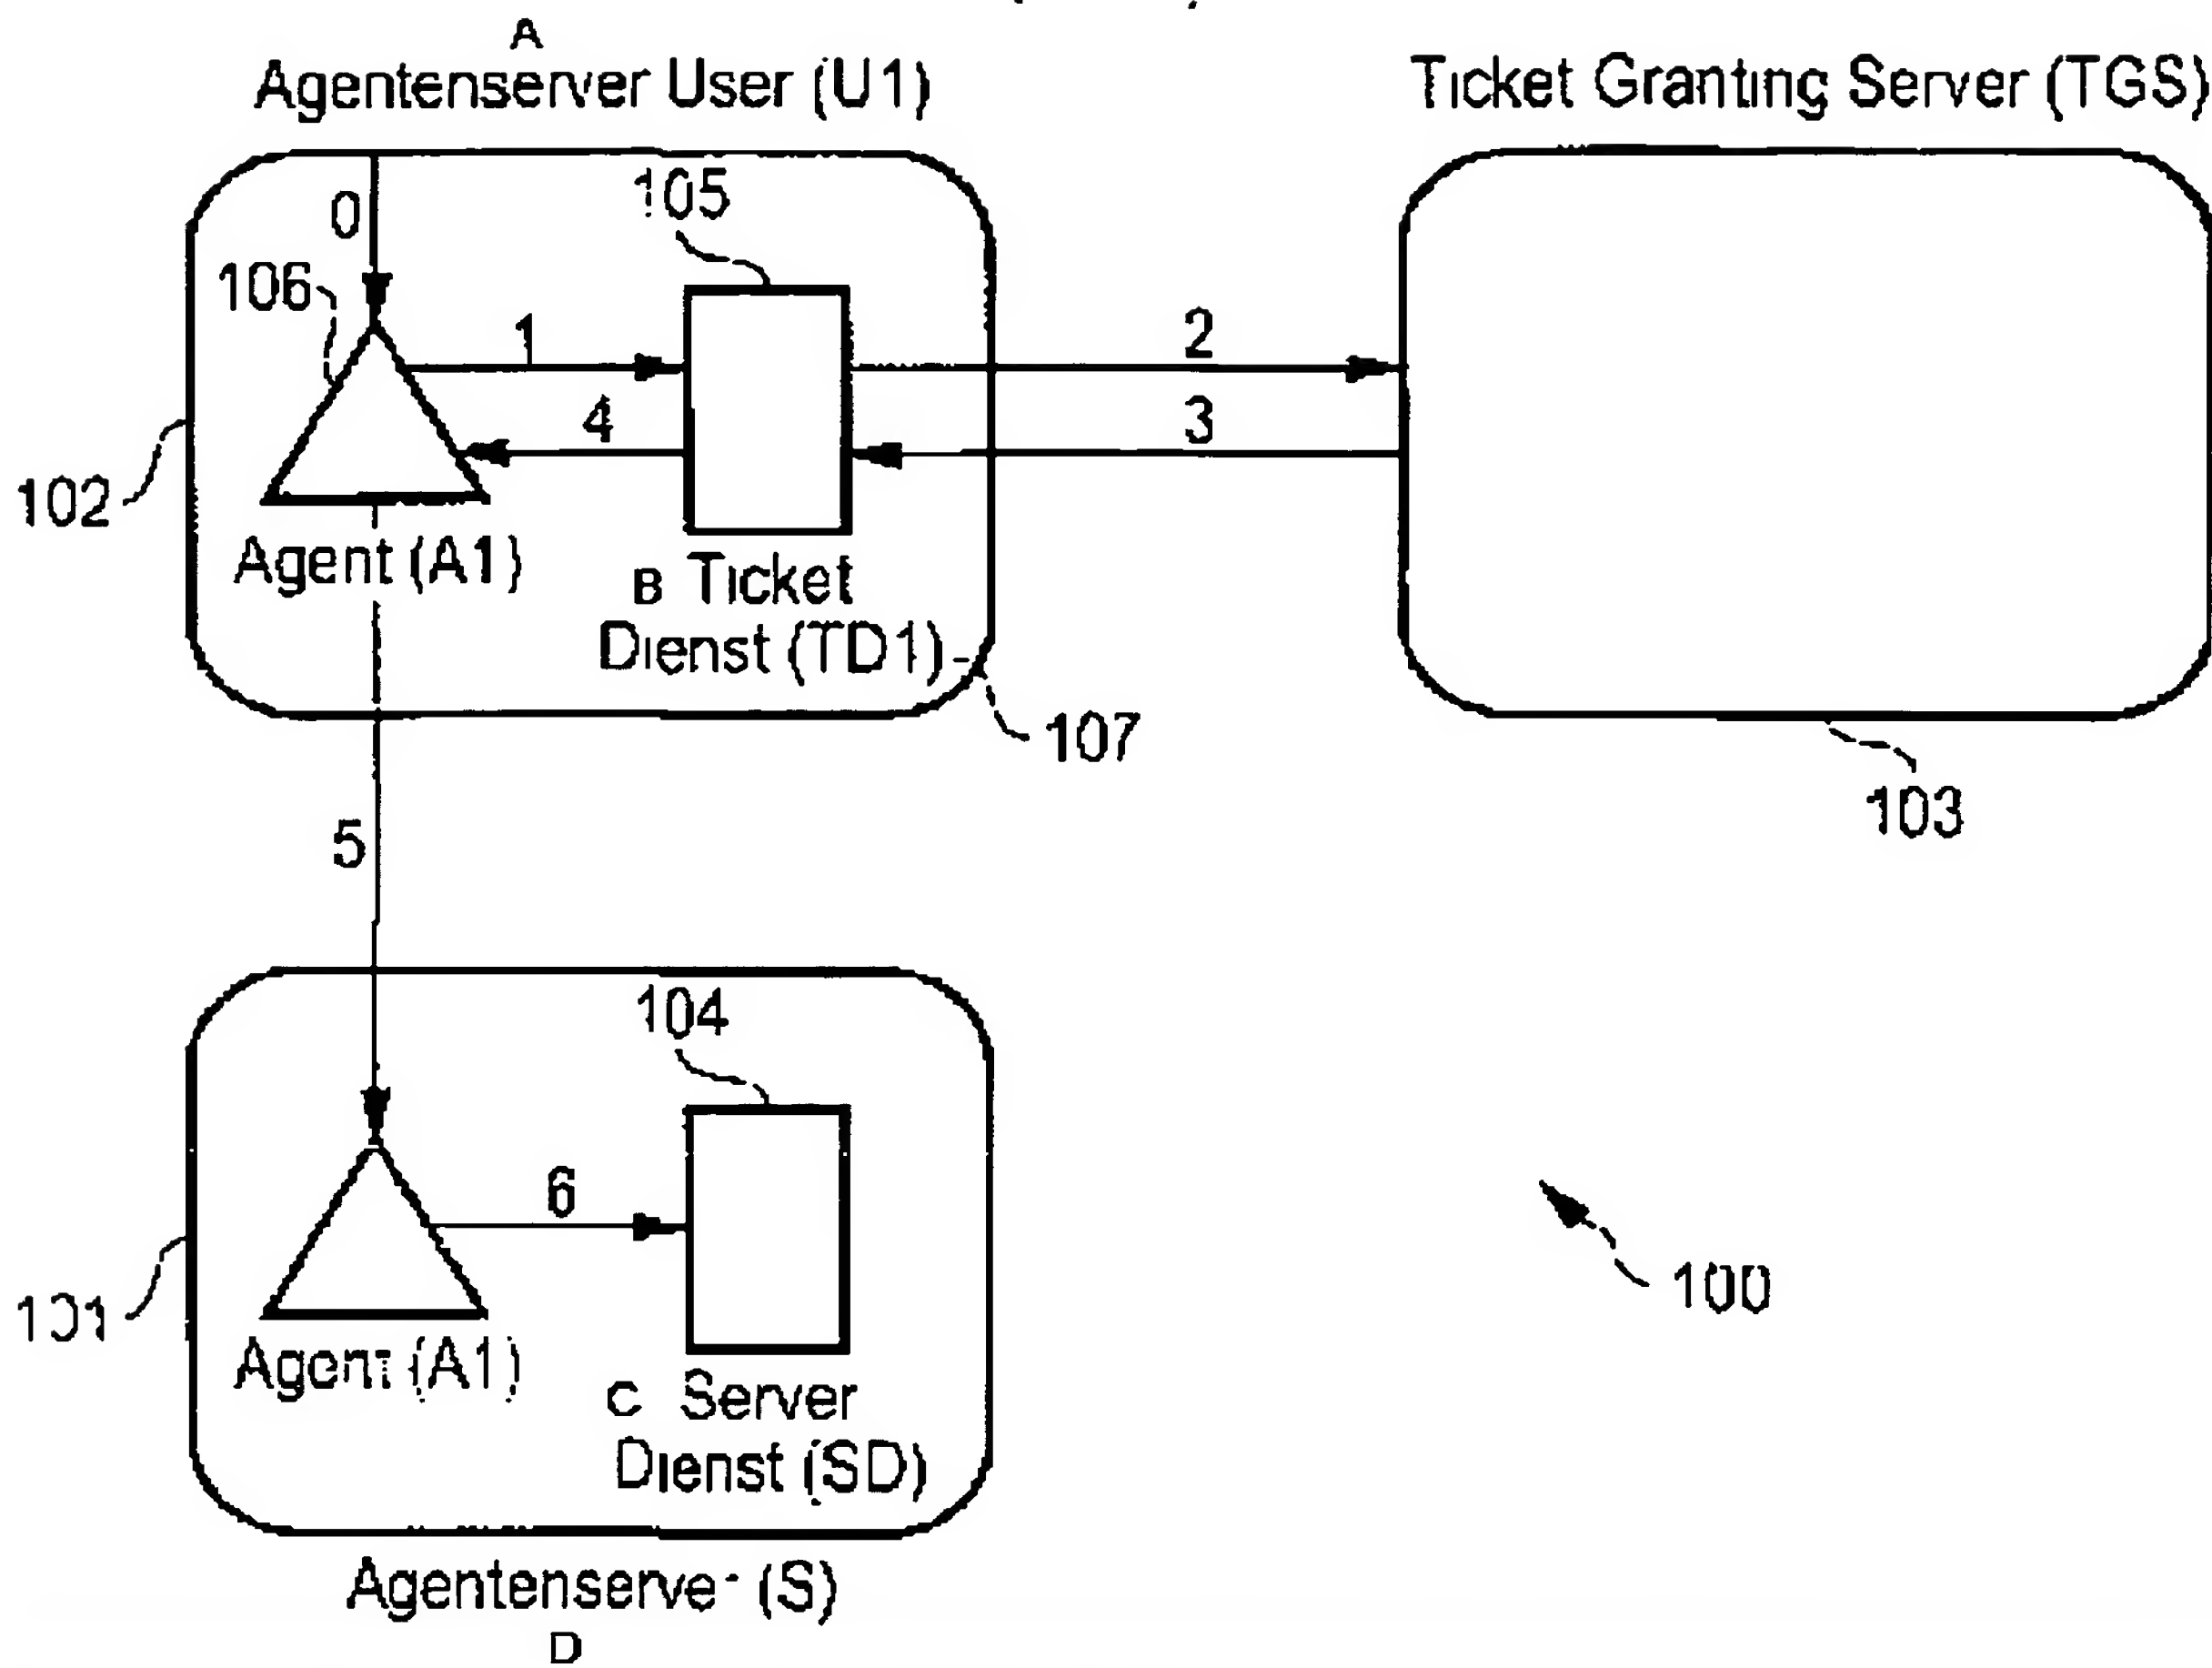 A
Agentenserver User (U1)
Ticket Granting Server (TGS)
0
105
106
1
2
4
3
102
Agent (A1)
B Ticket
Dienst (TD1)
107
103
5
104
6
101
100
Agent (A1)
C Server
Dienst (SD)
Agentenserver (S)
D